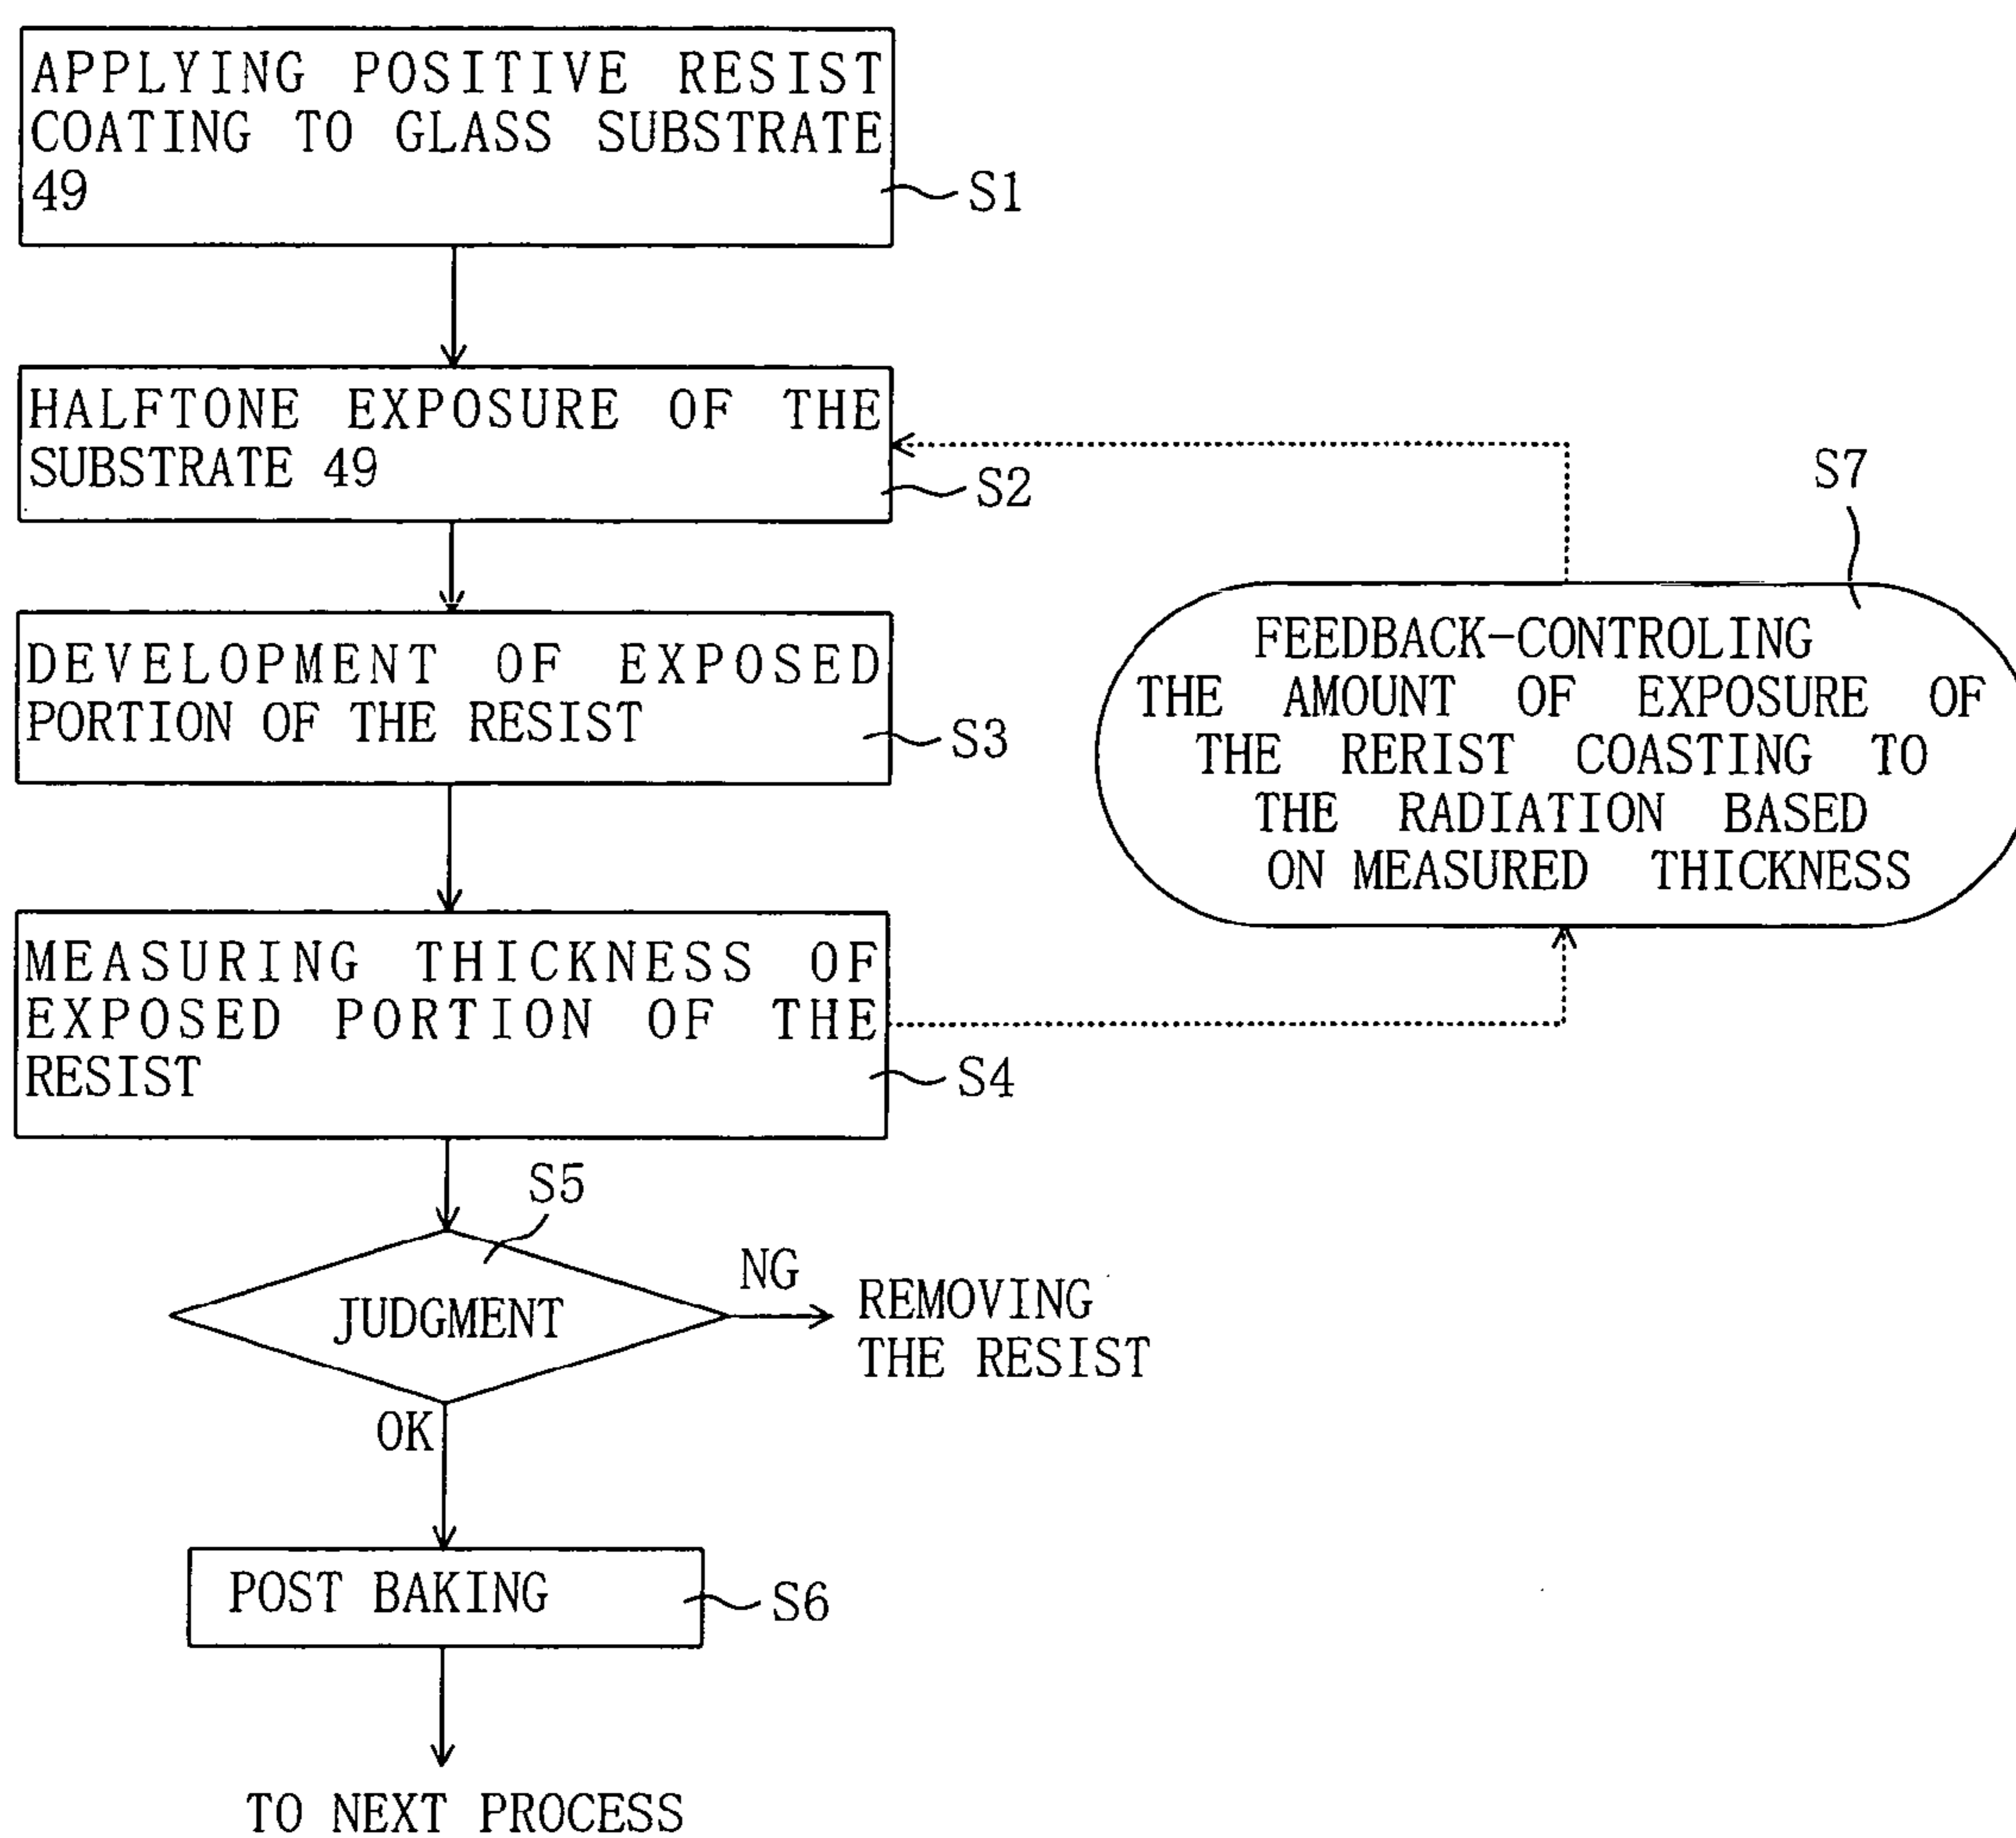 APPLYING POSITIVE RESIST
COATING TO GLASS SUBSTRATE
49
S1
HALFTONE EXPOSURE OF THE
SUBSTRATE 49
S2
DEVELOPMENT OF EXPOSED
PORTION OF THE RESIST
S3
MEASURING THICKNESS OF
EXPOSED PORTION OF THE
RESIST
S4
S7
FEEDBACK-CONTROLING
THE AMOUNT OF EXPOSURE OF
THE RERIST COASTING TO
THE RADIATION BASED
ON MEASURED THICKNESS
S5
JUDGMENT
NG
REMOVING
THE RESIST
OK
POST BAKING
S6
TO NEXT PROCESS